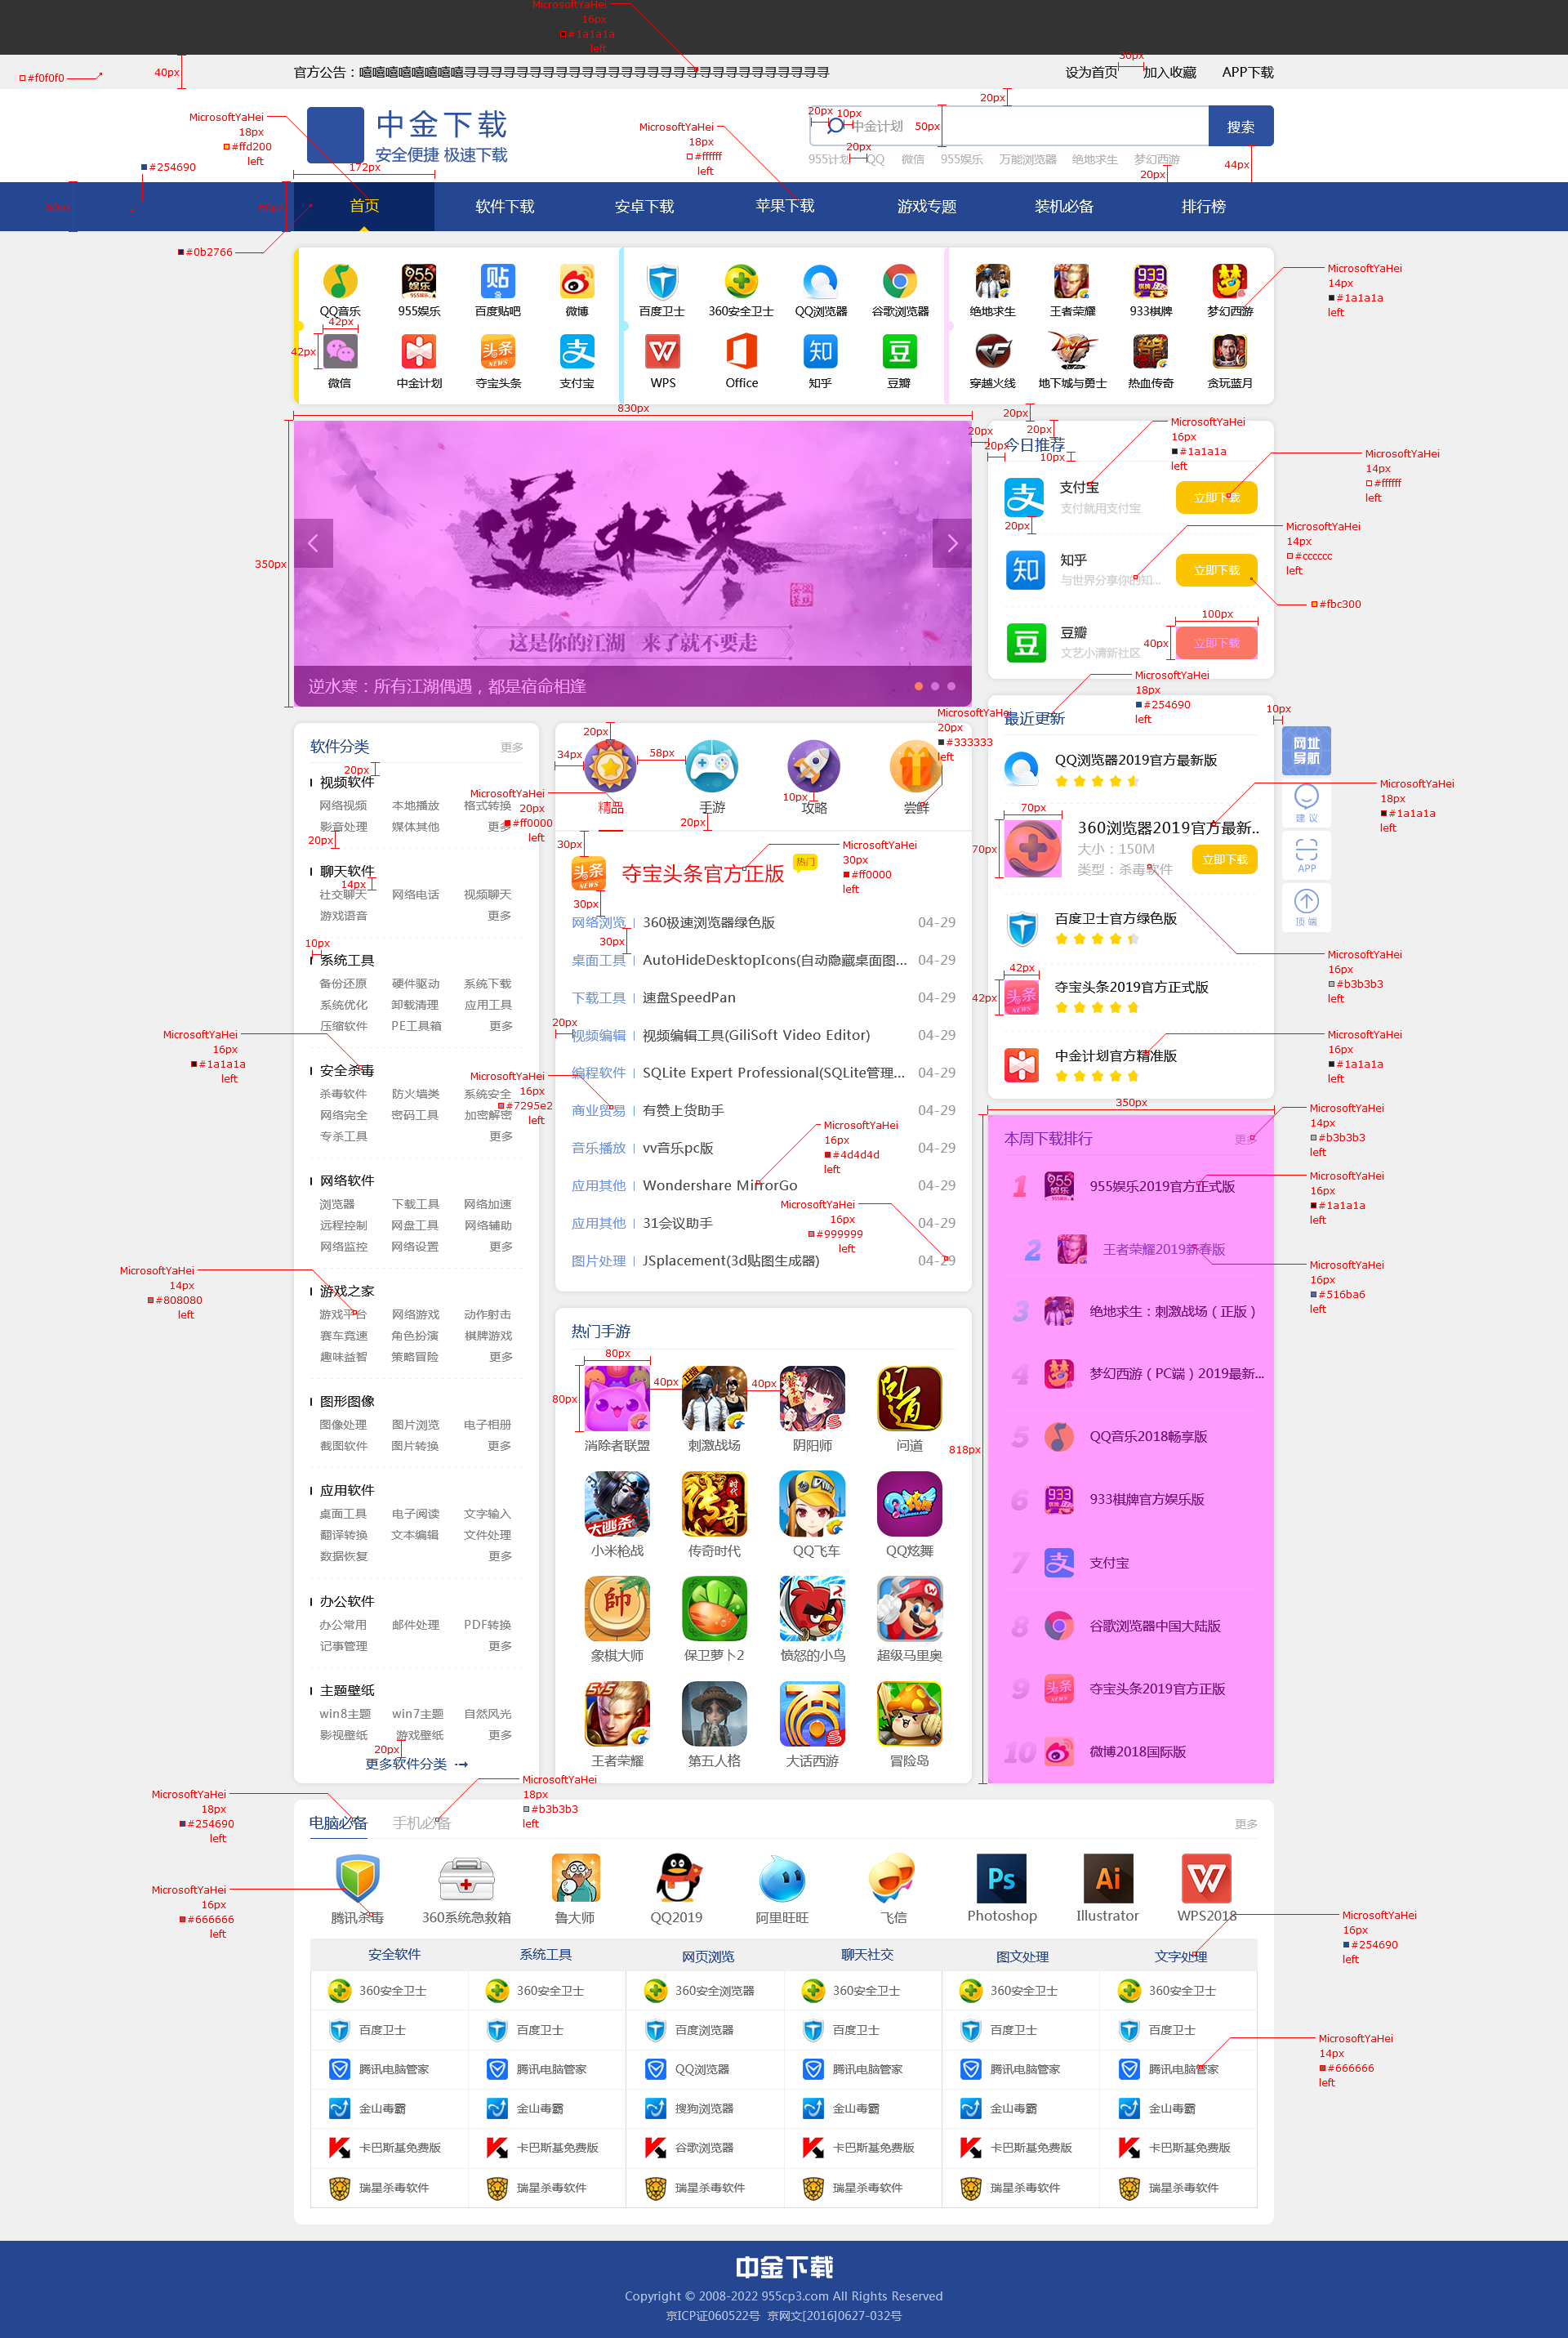 MicrosoftYaHei
16px
#1a1a1a
left
#f0f0f0
40px
官方公告：嘻嘻嘻嘻嘻嘻嘻嘻寻寻寻寻寻寻寻寻寻寻寻寻寻寻寻寻寻寻寻寻寻寻寻寻寻寻寻寻
设为首页
30px
加入收藏
APP下载
中金下载
安全便捷 极速下载
MicrosoftYaHei
18px
#ffd200
left
#254690
172px
MicrosoftYaHei
18px
#ffffff
left
20px
10px
中金计划
50px
20px
搜索
20px
955计划
QQ
微信
955娱乐
万能浏览器
绝地求生
梦幻西游
20px
44px
60px
60px
首页
软件下载
安卓下载
苹果下载
游戏专题
装机必备
排行榜
#0b2766
QQ音乐
955娱乐
百度贴吧
微博
百度卫士
360安全卫士
QQ浏览器
谷歌浏览器
绝地求生
王者荣耀
933棋牌
梦幻西游
MicrosoftYaHei
14px
#1a1a1a
left
42px
42px
微信
中金计划
夺宝头条
支付宝
WPS
Office
知乎
豆瓣
穿越火线
地下城与勇士
热血传奇
贪玩蓝月
830px
350px
逆水寒
这是你的江湖 来了就不要走
逆水寒：所有江湖偶遇，都是宿命相逢
20px
20px
20px
20px
10px
今日推荐
MicrosoftYaHei
16px
#1a1a1a
left
MicrosoftYaHei
14px
#ffffff
left
支付宝
支付就用支付宝
立即下载
20px
MicrosoftYaHei
14px
#cccccc
left
知乎
与世界分享你的知...
立即下载
#fbc300
豆瓣
文艺小清新社区
立即下载
100px
40px
MicrosoftYaHei
18px
#254690
left
软件分类
更多
20px
视频软件
网络视频 本地播放 格式转换
影音处理 媒体其他 更多
20px
聊天软件
14px
社交聊天 网络电话 视频聊天
游戏语音 更多
10px
系统工具
备份还原 硬件驱动 系统下载
系统优化 卸载清理 应用工具
压缩软件 PE工具箱 更多
MicrosoftYaHei
16px
#1a1a1a
left
安全杀毒
杀毒软件 防火墙类 系统安全
网络完全 密码工具 加密解密
专杀工具 更多
网络软件
浏览器 下载工具 网络加速
远程控制 网盘工具 网络辅助
网络监控 网络设置 更多
MicrosoftYaHei
14px
#808080
left
游戏之家
游戏平台 网络游戏 动作射击
赛车竞速 角色扮演 棋牌游戏
趣味益智 策略冒险 更多
图形图像
图像处理 图片浏览 电子相册
截图软件 图片转换 更多
应用软件
桌面工具 电子阅读 文字输入
翻译转换 文本编辑 文件处理
数据恢复 更多
办公软件
办公常用 邮件处理 PDF转换
记事管理 更多
主题壁纸
win8主题 win7主题 自然风光
影视壁纸 游戏壁纸 更多
20px
更多软件分类
20px
34px
58px
10px
20px
精品
手游
攻略
尝鲜
MicrosoftYaHei
20px
#ff0000
left
MicrosoftYaHei
20px
#333333
left
30px
夺宝头条官方正版
热门
MicrosoftYaHei
30px
#ff0000
left
30px
30px
网络浏览 | 360极速浏览器绿色版 04-29
桌面工具 | AutoHideDesktopIcons(自动隐藏桌面图... 04-29
下载工具 | 速盘SpeedPan 04-29
20px
视频编辑 | 视频编辑工具(GiliSoft Video Editor) 04-29
编程软件 | SQLite Expert Professional(SQLite管理... 04-29
MicrosoftYaHei
16px
#7295e2
left
商业贸易 | 有赞上货助手 04-29
音乐播放 | vv音乐pc版 04-29
MicrosoftYaHei
16px
#4d4d4d
left
应用其他 | Wondershare MirrorGo 04-29
应用其他 | 31会议助手 04-29
MicrosoftYaHei
16px
#999999
left
图片处理 | JSplacement(3d贴图生成器) 04-29
热门手游
80px
80px
40px
40px
消除者联盟
刺激战场
阴阳师
问道
小米枪战
传奇时代
QQ飞车
QQ炫舞
象棋大师
保卫萝卜2
愤怒的小鸟
超级马里奥
王者荣耀
第五人格
大话西游
冒险岛
最近更新
QQ浏览器2019官方最新版
70px
70px
360浏览器2019官方最新..
大小：150M
类型：杀毒软件
立即下载
MicrosoftYaHei
18px
#1a1a1a
left
百度卫士官方绿色版
MicrosoftYaHei
16px
#b3b3b3
left
42px
42px
夺宝头条2019官方正式版
中金计划官方精准版
MicrosoftYaHei
16px
#1a1a1a
left
10px
网址导航
建议
APP
顶端
350px
818px
本周下载排行
更多
MicrosoftYaHei
14px
#b3b3b3
left
1 955娱乐2019官方正式版
MicrosoftYaHei
16px
#1a1a1a
left
2 王者荣耀2019新春版
MicrosoftYaHei
16px
#516ba6
left
3 绝地求生：刺激战场（正版）
4 梦幻西游（PC端）2019最新...
5 QQ音乐2018畅享版
6 933棋牌官方娱乐版
7 支付宝
8 谷歌浏览器中国大陆版
9 夺宝头条2019官方正版
10 微博2018国际版
MicrosoftYaHei
18px
#254690
left
电脑必备
手机必备
MicrosoftYaHei
18px
#b3b3b3
left
更多
腾讯杀毒
360系统急救箱
鲁大师
QQ2019
阿里旺旺
飞信
Photoshop
Illustrator
WPS2018
MicrosoftYaHei
16px
#666666
left
MicrosoftYaHei
16px
#254690
left
安全软件 系统工具 网页浏览 聊天社交 图文处理 文字处理
360安全卫士 360安全卫士 360安全浏览器 360安全卫士 360安全卫士 360安全卫士
百度卫士 百度卫士 百度浏览器 百度卫士 百度卫士 百度卫士
腾讯电脑管家 腾讯电脑管家 QQ浏览器 腾讯电脑管家 腾讯电脑管家 腾讯电脑管家
MicrosoftYaHei
14px
#666666
left
金山毒霸 金山毒霸 搜狗浏览器 金山毒霸 金山毒霸 金山毒霸
卡巴斯基免费版 卡巴斯基免费版 谷歌浏览器 卡巴斯基免费版 卡巴斯基免费版 卡巴斯基免费版
瑞星杀毒软件 瑞星杀毒软件 瑞星杀毒软件 瑞星杀毒软件 瑞星杀毒软件 瑞星杀毒软件
中金下载
Copyright © 2008-2022 955cp3.com All Rights Reserved
京ICP证060522号 京网文[2016]0627-032号